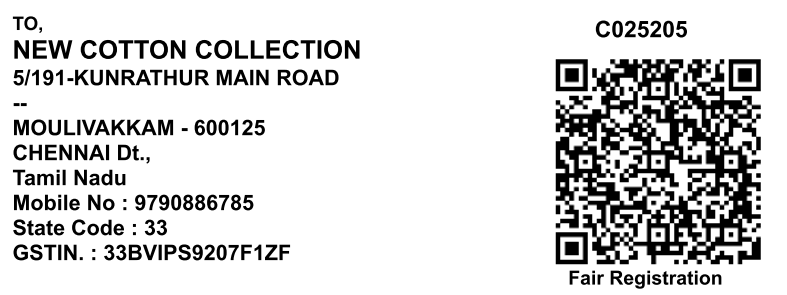 TO,
NEW COTTON COLLECTION
5/191-KUNRATHUR MAIN ROAD
--
MOULIVAKKAM - 600125
CHENNAI Dt.,
Tamil Nadu
Mobile No : 9790886785
State Code : 33
GSTIN. : 33BVIPS9207F1ZF
C025205
Fair Registration